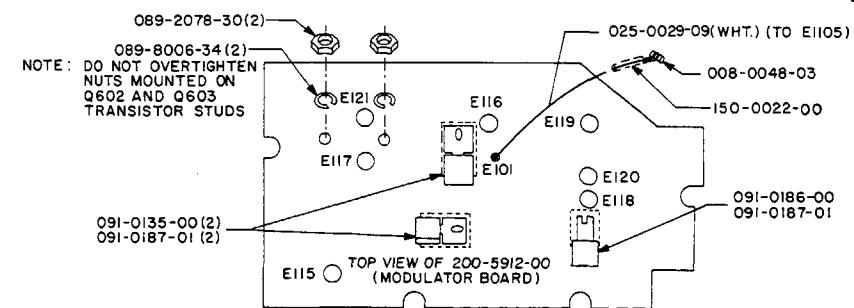 089-2078-30(2)
025-0029-09(WHT.) (TO E1105)
089-8006-34(2)
NOTE: DO NOT OVERTIGHTEN
NUTS MOUNTED ON
Q602 AND Q603
TRANSISTOR STUDS
008-0048-03
150-0022-00
E121
E116
E119
E117
E101
E120
E118
091-0186-00
091-0187-01
091-0135-00(2)
091-0187-01(2)
TOP VIEW OF 200-5912-00
(MODULATOR BOARD)
E115